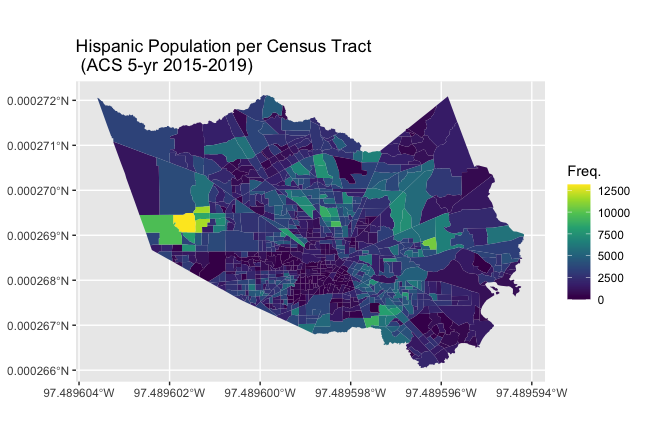 Hispanic Population per Census Tract
(ACS 5-yr 2015-2019)
0.000272°N
0.000271°N
0.000270°N
0.000269°N
0.000268°N
0.000267°N
0.000266°N
97.489604°W 97.489602°W 97.489600°W 97.489598°W 97.489596°W 97.489594°W
Freq.
12500
10000
7500
5000
2500
0